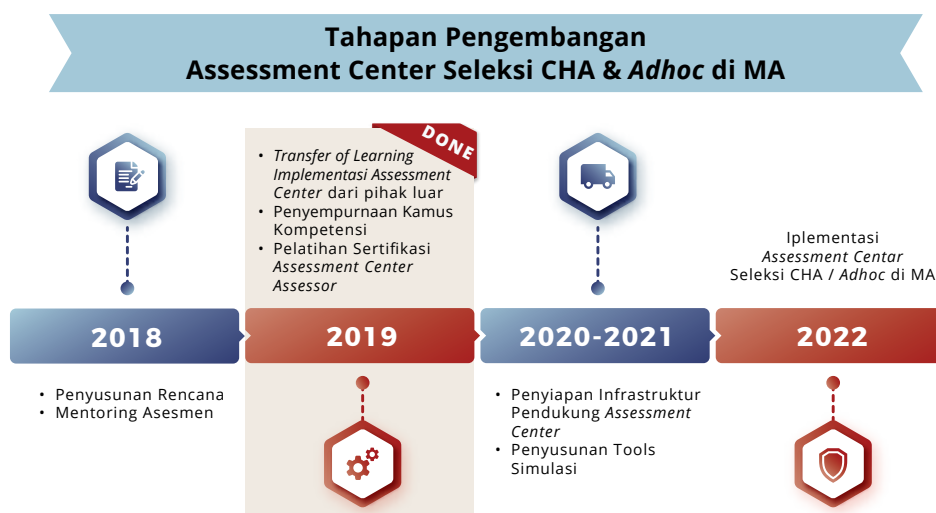 Tahapan Pengembangan
Assessment Center Seleksi CHA & Adhoc di MA
2018
• Penyusunan Rencana
• Mentoring Asesmen
DONE
• Transfer of Learning
Implementasi Assessment
Center dari pihak luar
• Penyempurnaan Kamus
Kompetensi
• Pelatihan Sertifikasi
Assessment Center
Assessor
2019
2020-2021
• Penyiapan Infrastruktur
Pendukung Assessment
Center
• Penyusunan Tools
Simulasi
Iplementasi
Assessment Centar
Seleksi CHA / Adhoc di MA
2022